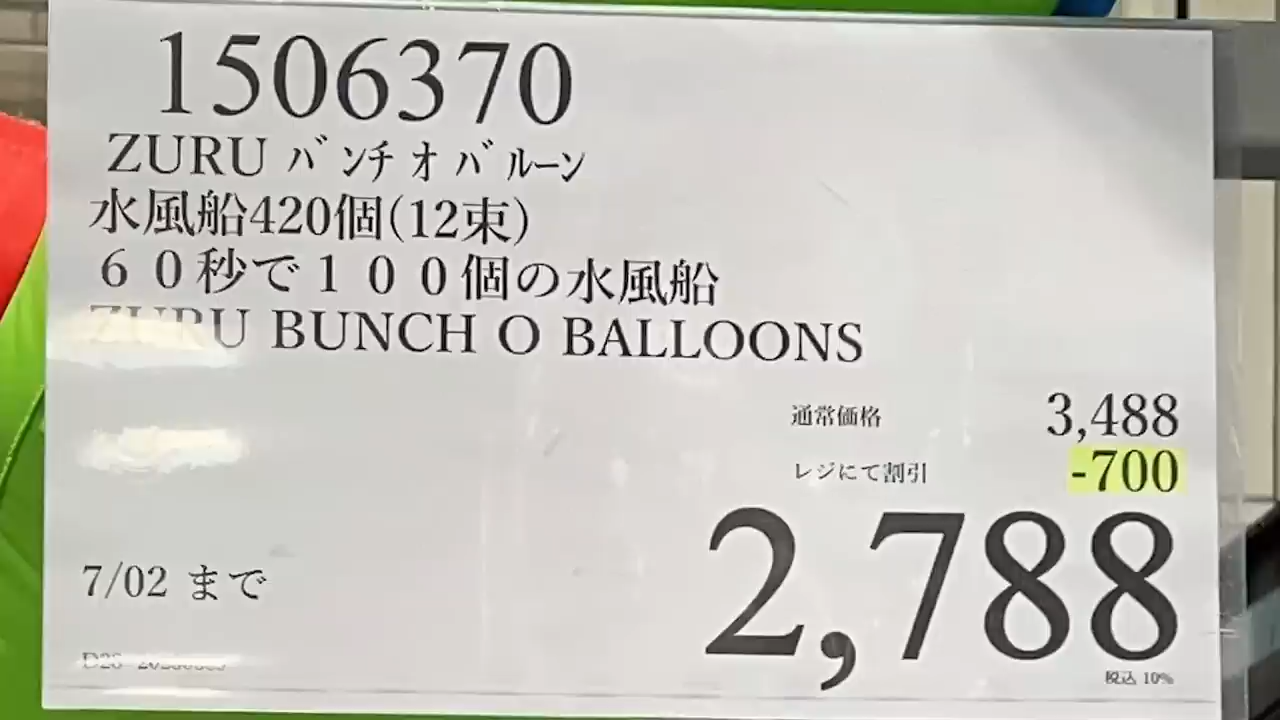 1506370
ZURU バンチ オ バルーン
水風船420個(12束)
６０秒で１００個の水風船
ZURU BUNCH O BALLOONS
通常価格 3,488
レジにて割引 -700
2,788
7/02 まで
税込 10%